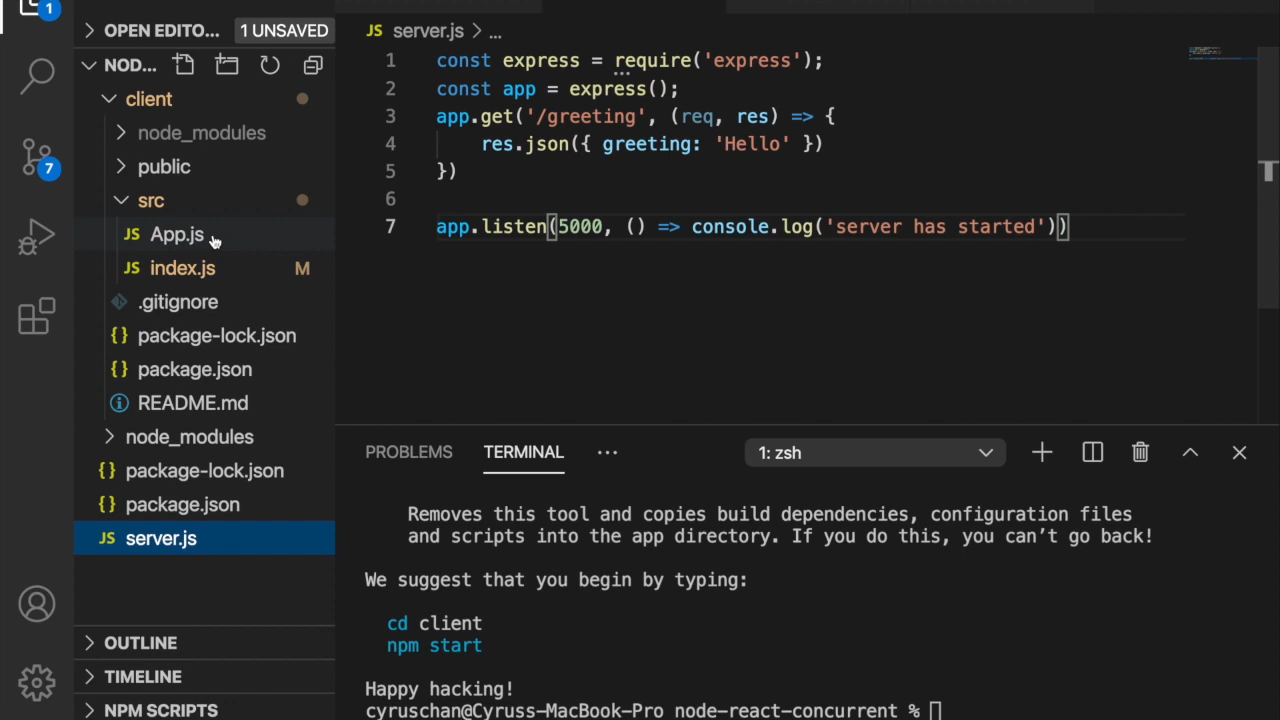 1
OPEN EDITO... 1 UNSAVED
NOD...
client
node_modules
public
src
JS App.js
JS index.js M
.gitignore
{} package-lock.json
{} package.json
README.md
node_modules
{} package-lock.json
{} package.json
JS server.js
OUTLINE
TIMELINE
NPM SCRIPTS
7
JS server.js > ...
1 const express = require('express');
2 const app = express();
3 app.get('/greeting', (req, res) => {
4 res.json({ greeting: 'Hello' })
5 })
6
7 app.listen(5000, () => console.log('server has started'))
PROBLEMS TERMINAL ... 1: zsh
Removes this tool and copies build dependencies, configuration files
and scripts into the app directory. If you do this, you can’t go back!
We suggest that you begin by typing:
cd client
npm start
Happy hacking!
cyruschan@Cyruss-MacBook-Pro node-react-concurrent %